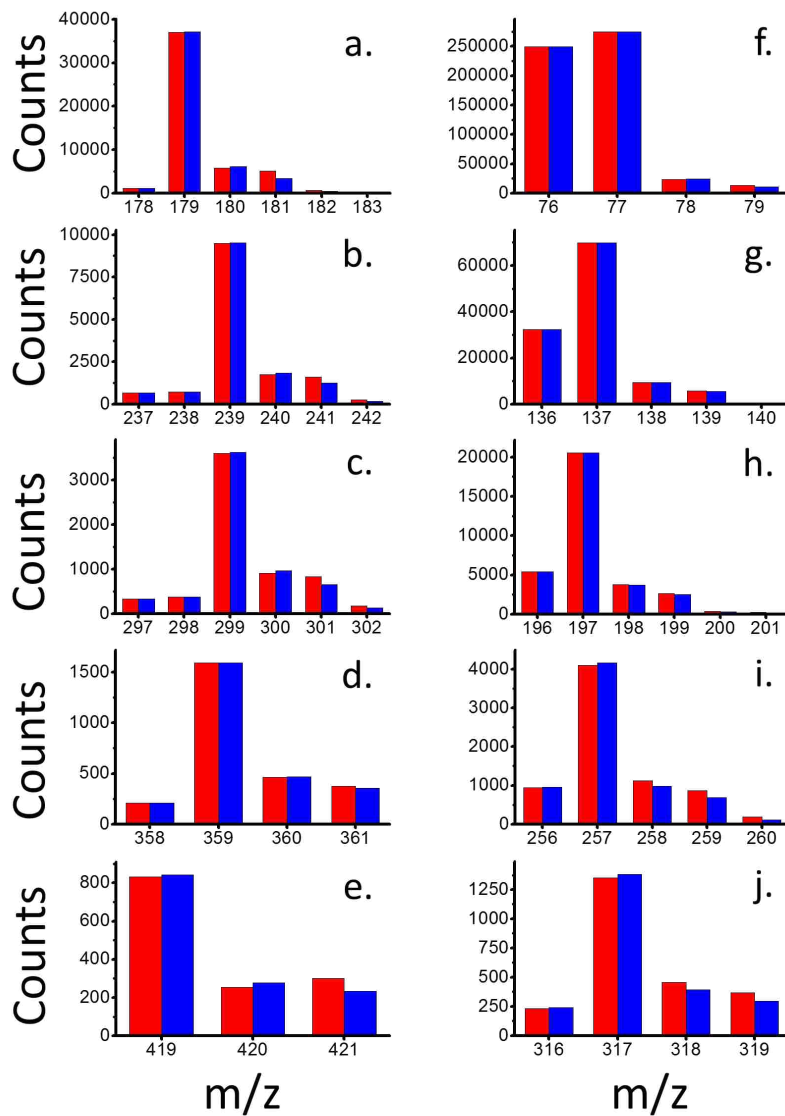 Counts
40000
30000
20000
10000
0
a.
178 179 180 181 182 183
250000
200000
150000
100000
50000
0
f.
76 77 78 79
Counts
10000
7500
5000
2500
0
b.
237 238 239 240 241 242
60000
40000
20000
0
g.
136 137 138 139 140
Counts
3000
2000
1000
0
c.
297 298 299 300 301 302
20000
15000
10000
5000
0
h.
196 197 198 199 200 201
Counts
1500
1000
500
0
d.
358 359 360 361
4000
3000
2000
1000
0
i.
256 257 258 259 260
Counts
800
600
400
200
0
e.
419 420 421
m/z
1250
1000
750
500
250
0
j.
316 317 318 319
m/z